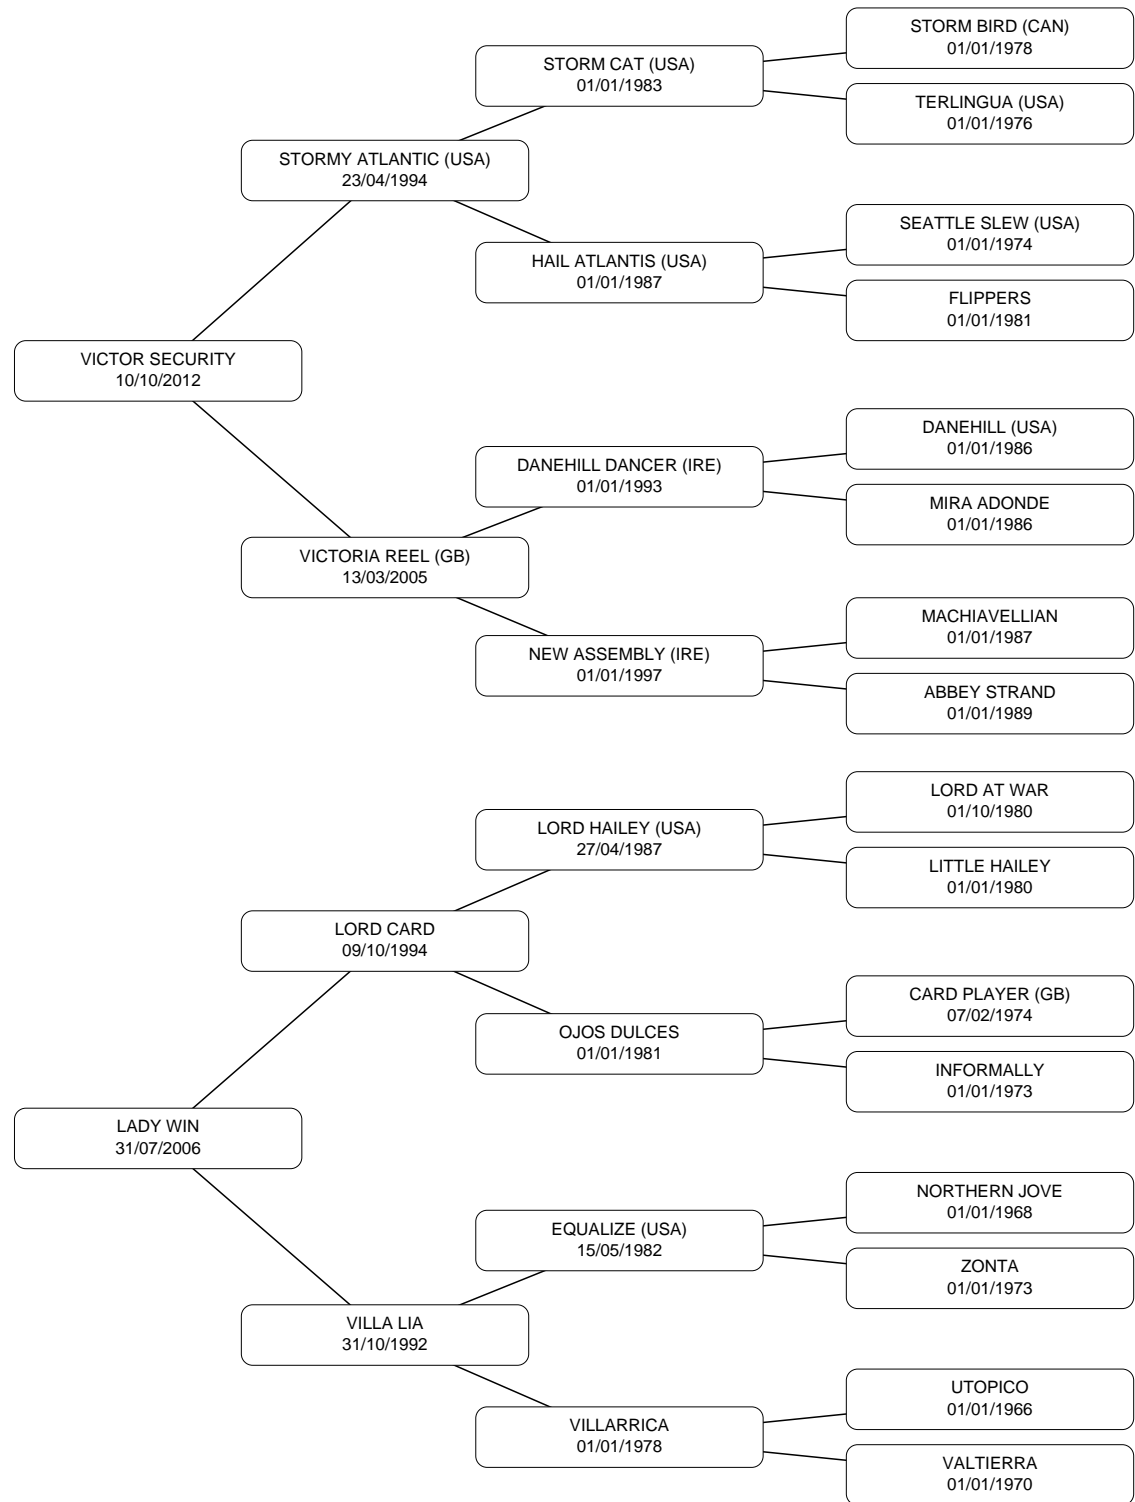 STORM BIRD (CAN)
01/01/1978
STORM CAT (USA)
01/01/1983
TERLINGUA (USA)
01/01/1976
STORMY ATLANTIC (USA)
23/04/1994
SEATTLE SLEW (USA)
01/01/1974
HAIL ATLANTIS (USA)
01/01/1987
FLIPPERS
01/01/1981
VICTOR SECURITY
10/10/2012
DANEHILL (USA)
01/01/1986
DANEHILL DANCER (IRE)
01/01/1993
MIRA ADONDE
01/01/1986
VICTORIA REEL (GB)
13/03/2005
MACHIAVELLIAN
01/01/1987
NEW ASSEMBLY (IRE)
01/01/1997
ABBEY STRAND
01/01/1989
LORD AT WAR
01/10/1980
LORD HAILEY (USA)
27/04/1987
LITTLE HAILEY
01/01/1980
LORD CARD
09/10/1994
CARD PLAYER (GB)
07/02/1974
OJOS DULCES
01/01/1981
INFORMALLY
01/01/1973
LADY WIN
31/07/2006
NORTHERN JOVE
01/01/1968
EQUALIZE (USA)
15/05/1982
ZONTA
01/01/1973
VILLA LIA
31/10/1992
UTOPICO
01/01/1966
VILLARRICA
01/01/1978
VALTIERRA
01/01/1970